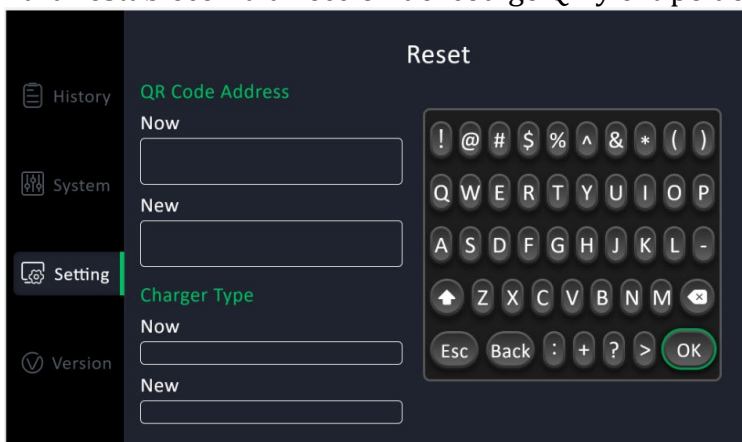 Reset
History
System
Setting
Version
QR Code Address
Now
New
Charger Type
Now
New
! @ # $ % ^ & * ( )
Q W E R T Y U I O P
A S D F G H J K L -
Z X C V B N M
Esc Back : + ? > OK